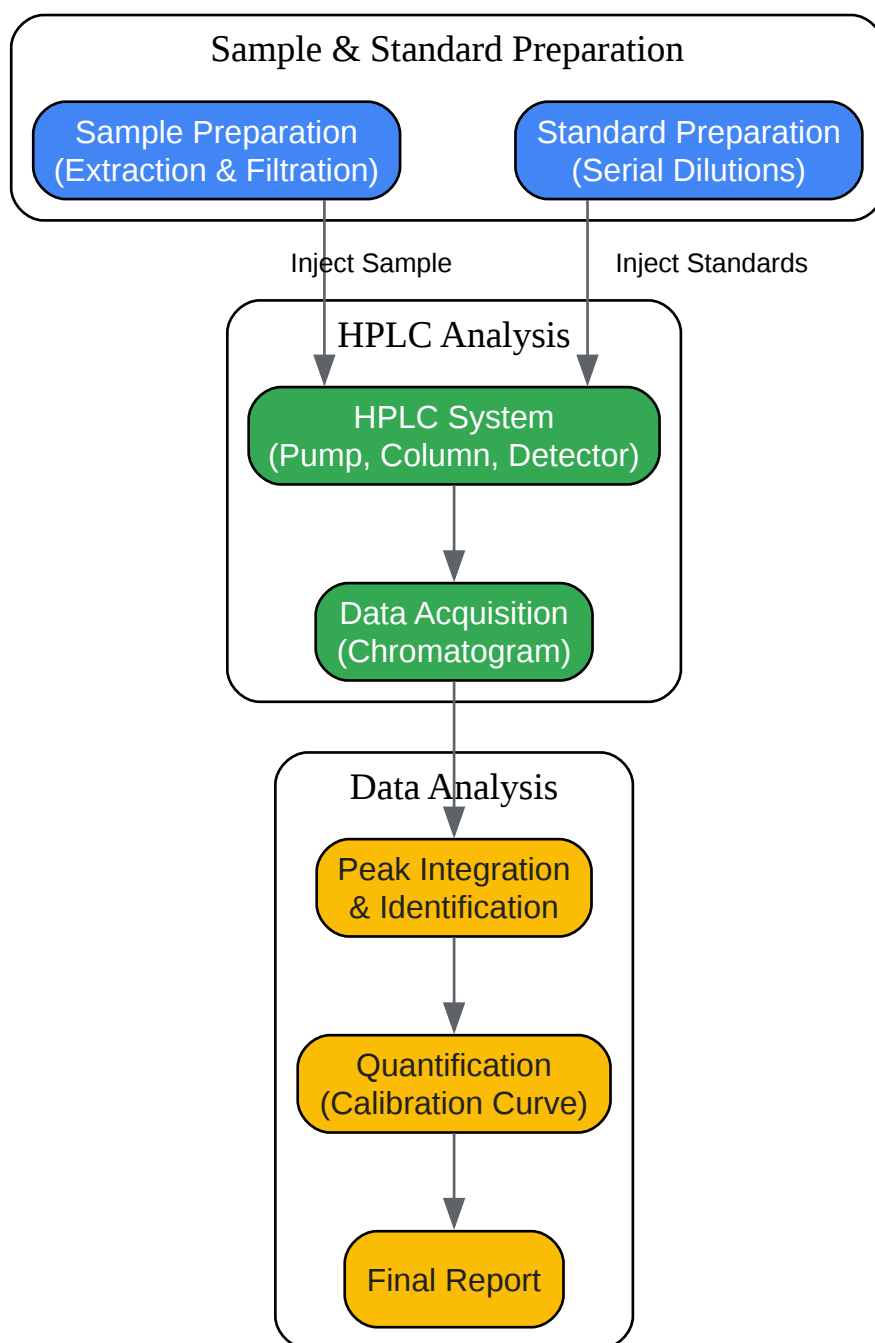 Sample & Standard Preparation
Sample Preparation
(Extraction & Filtration)
Standard Preparation
(Serial Dilutions)
Inject Sample
Inject Standards
HPLC Analysis
HPLC System
(Pump, Column, Detector)
Data Acquisition
(Chromatogram)
Data Analysis
Peak Integration
& Identification
Quantification
(Calibration Curve)
Final Report